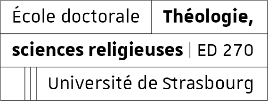 École doctorale | Théologie,
sciences religieuses | ED 270
Université de Strasbourg